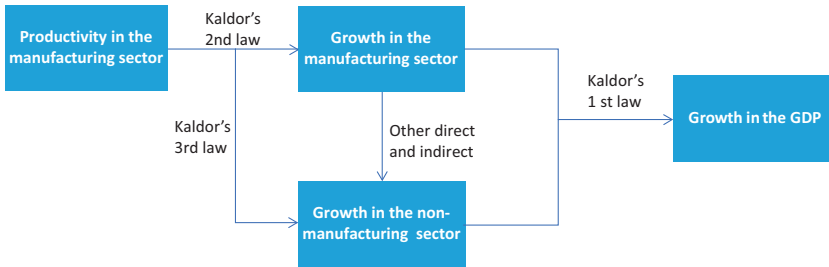 Productivity in the
manufacturing sector
Kaldor's
2nd law
Growth in the
manufacturing sector
Kaldor's
3rd law
Other direct
and indirect
Growth in the non-
manufacturing sector
Kaldor's
1 st law
Growth in the GDP